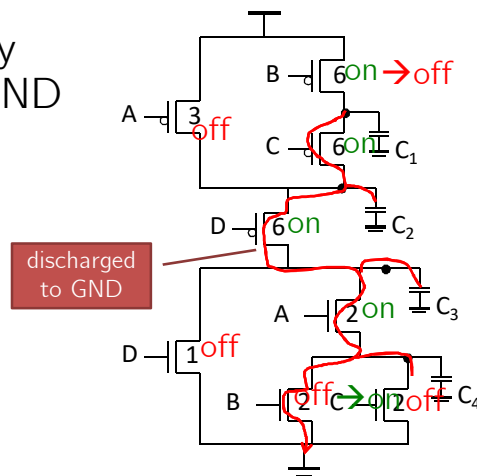 y
ND
B 6 on → off
A 3 off
C 6 on
C1
C2
D 6 on
discharged
to GND
C3
A 2 on
D 1 off
B 2 off → on C 2 off
C4